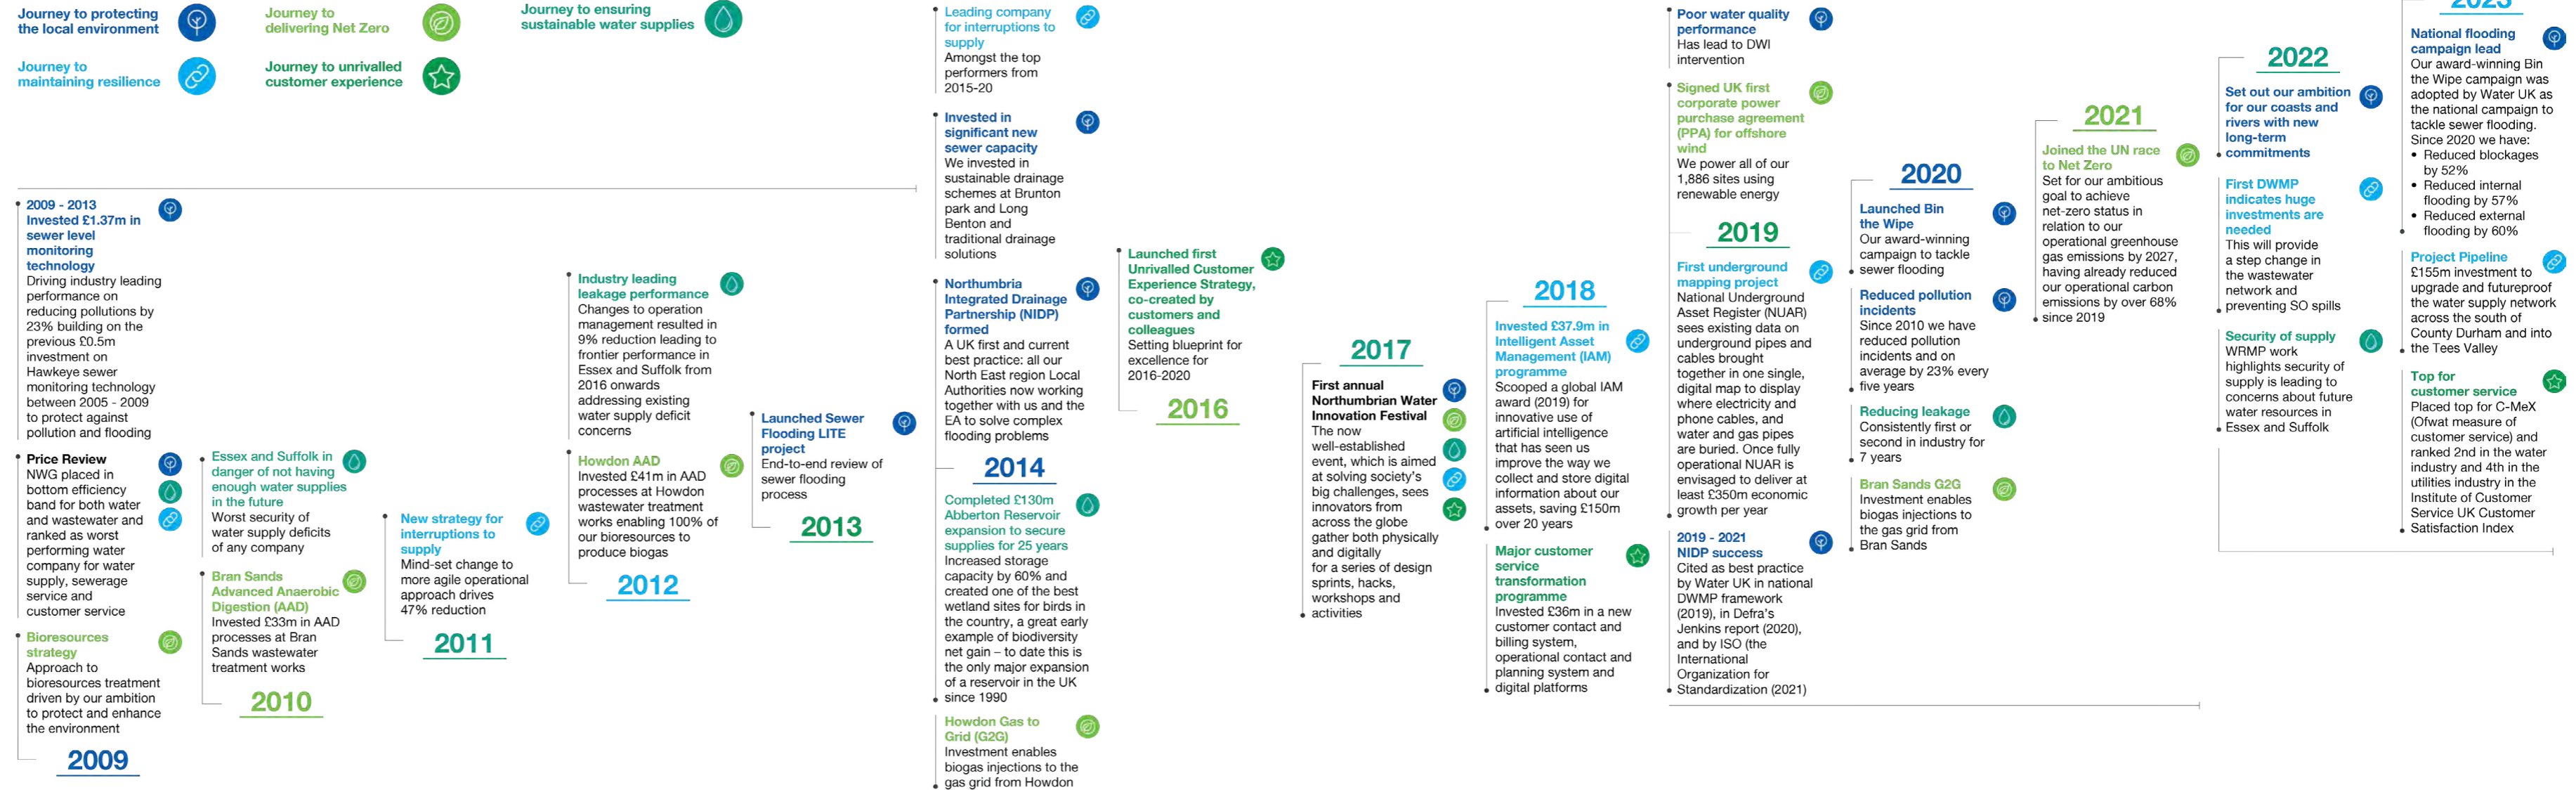 Journey to protecting
the local environment
Journey to
delivering Net Zero
Journey to ensuring
sustainable water supplies
Journey to
maintaining resilience
Journey to unrivalled
customer experience
2009 - 2013
Invested £1.37m in
sewer level
monitoring
technology
Driving industry leading
performance on
reducing pollutions by
23% building on the
previous £0.5m
investment on
Hawkeye sewer
monitoring technology
between 2005 - 2009
to protect against
pollution and flooding
Price Review
NWG placed in
bottom efficiency
band for both water
and wastewater and
ranked as worst
performing water
company for water
supply, sewerage
service and
customer service
Bioresources
strategy
Approach to
bioresources treatment
driven by our ambition
to protect and enhance
the environment
2009
Essex and Suffolk in
danger of not having
enough water supplies
in the future
Worst security of
water supply deficits
of any company
Bran Sands
Advanced Anaerobic
Digestion (AAD)
Invested £33m in AAD
processes at Bran
Sands wastewater
treatment works
2010
New strategy for
interruptions to
supply
Mind-set change to
more agile operational
approach drives
47% reduction
2011
Industry leading
leakage performance
Changes to operation
management resulted in
9% reduction leading to
frontier performance in
Essex and Suffolk from
2016 onwards
addressing existing
water supply deficit
concerns
Howdon AAD
Invested £41m in AAD
processes at Howdon
wastewater treatment
works enabling 100% of
our bioresources to
produce biogas
2012
Launched Sewer
Flooding LITE
project
End-to-end review of
sewer flooding
process
2013
Leading company
for interruptions to
supply
Amongst the top
performers from
2015-20
Invested in
significant new
sewer capacity
We invested in
sustainable drainage
schemes at Brunton
park and Long
Benton and
traditional drainage
solutions
Northumbria
Integrated Drainage
Partnership (NIDP)
formed
A UK first and current
best practice: all our
North East region Local
Authorities now working
together with us and the
EA to solve complex
flooding problems
2014
Completed £130m
Abberton Reservoir
expansion to secure
supplies for 25 years
Increased storage
capacity by 60% and
created one of the best
wetland sites for birds in
the country, a great early
example of biodiversity
net gain – to date this is
the only major expansion
of a reservoir in the UK
since 1990
Howdon Gas to
Grid (G2G)
Investment enables
biogas injections to the
gas grid from Howdon
Launched first
Unrivalled Customer
Experience Strategy,
co-created by
customers and
colleagues
Setting blueprint for
excellence for
2016-2020
2016
2017
First annual
Northumbrian Water
Innovation Festival
The now
well-established
event, which is aimed
at solving society's
big challenges, sees
innovators from
across the globe
gather both physically
and digitally
for a series of design
sprints, hacks,
workshops and
activities
2018
Invested £37.9m in
Intelligent Asset
Management (IAM)
programme
Scooped a global IAM
award (2019) for
innovative use of
artificial intelligence
that has seen us
improve the way we
collect and store digital
information about our
assets, saving £150m
over 20 years
Major customer
service
transformation
programme
Invested £36m in a new
customer contact and
billing system,
operational contact and
planning system and
digital platforms
Poor water quality
performance
Has lead to DWI
intervention
Signed UK first
corporate power
purchase agreement
(PPA) for offshore
wind
We power all of our
1,886 sites using
renewable energy
2019
First underground
mapping project
National Underground
Asset Register (NUAR)
sees existing data on
underground pipes and
cables brought
together in one single,
digital map to display
where electricity and
phone cables, and
water and gas pipes
are buried. Once fully
operational NUAR is
envisaged to deliver at
least £350m economic
growth per year
2019 - 2021
NIDP success
Cited as best practice
by Water UK in national
DWMP framework
(2019), in Defra's
Jenkins report (2020),
and by ISO (the
International
Organization for
Standardization (2021)
2020
Launched Bin
the Wipe
Our award-winning
campaign to tackle
sewer flooding
Reduced pollution
incidents
Since 2010 we have
reduced pollution
incidents and on
average by 23% every
five years
Reducing leakage
Consistently first or
second in industry for
7 years
Bran Sands G2G
Investment enables
biogas injections to
the gas grid from
Bran Sands
2021
Joined the UN race
to Net Zero
Set for our ambitious
goal to achieve
net-zero status in
relation to our
operational greenhouse
gas emissions by 2027,
having already reduced
our operational carbon
emissions by over 68%
since 2019
2022
Set out our ambition
for our coasts and
rivers with new
long-term
commitments
First DWMP
indicates huge
investments are
needed
This will provide
a step change in
the wastewater
network and
preventing SO spills
Security of supply
WRMP work
highlights security of
supply is leading to
concerns about future
water resources in
Essex and Suffolk
2023
National flooding
campaign lead
Our award-winning Bin
the Wipe campaign was
adopted by Water UK as
the national campaign to
tackle sewer flooding.
Since 2020 we have:
• Reduced blockages
by 52%
• Reduced internal
flooding by 57%
• Reduced external
flooding by 60%
Project Pipeline
£155m investment to
upgrade and futureproof
the water supply network
across the south of
County Durham and into
the Tees Valley
Top for
customer service
Placed top for C-MeX
(Ofwat measure of
customer service) and
ranked 2nd in the water
industry and 4th in the
utilities industry in the
Institute of Customer
Service UK Customer
Satisfaction Index